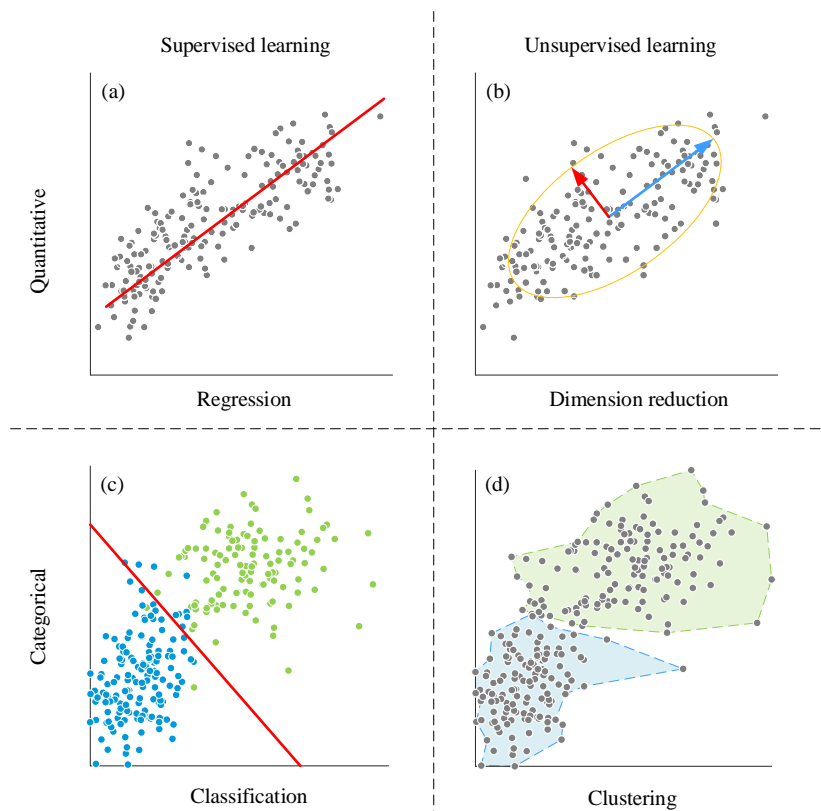 Supervised learning
Unsupervised learning
(a)
(b)
Quantitative
Regression
Dimension reduction
(c)
(d)
Categorical
Classification
Clustering